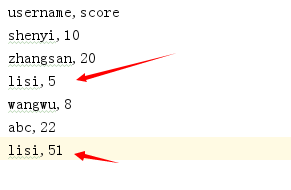 username,score
shenyi,10
zhangsan,20
lisi,5
wangwu,8
abc,22
lisi,51